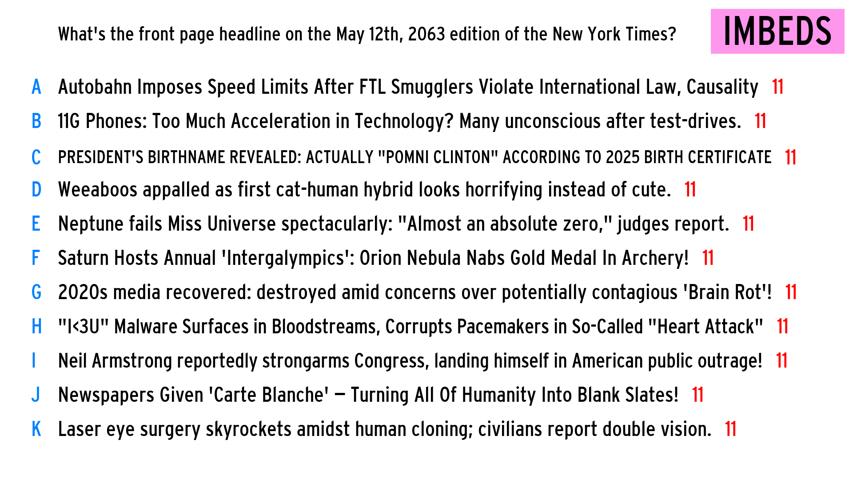 What's the front page headline on the May 12th, 2063 edition of the New York Times?
IMBEDS
A Autobahn Imposes Speed Limits After FTL Smugglers Violate International Law, Causality 11
B 11G Phones: Too Much Acceleration in Technology? Many unconscious after test-drives. 11
C PRESIDENT'S BIRTHNAME REVEALED: ACTUALLY "POMNI CLINTON" ACCORDING TO 2025 BIRTH CERTIFICATE 11
D Weeaboos appalled as first cat-human hybrid looks horrifying instead of cute. 11
E Neptune fails Miss Universe spectacularly: "Almost an absolute zero," judges report. 11
F Saturn Hosts Annual 'Intergalympics': Orion Nebula Nabs Gold Medal In Archery! 11
G 2020s media recovered: destroyed amid concerns over potentially contagious 'Brain Rot'! 11
H "I<3U" Malware Surfaces in Bloodstreams, Corrupts Pacemakers in So-Called "Heart Attack" 11
I Neil Armstrong reportedly strongarms Congress, landing himself in American public outrage! 11
J Newspapers Given 'Carte Blanche' – Turning All Of Humanity Into Blank Slates! 11
K Laser eye surgery skyrockets amidst human cloning; civilians report double vision. 11